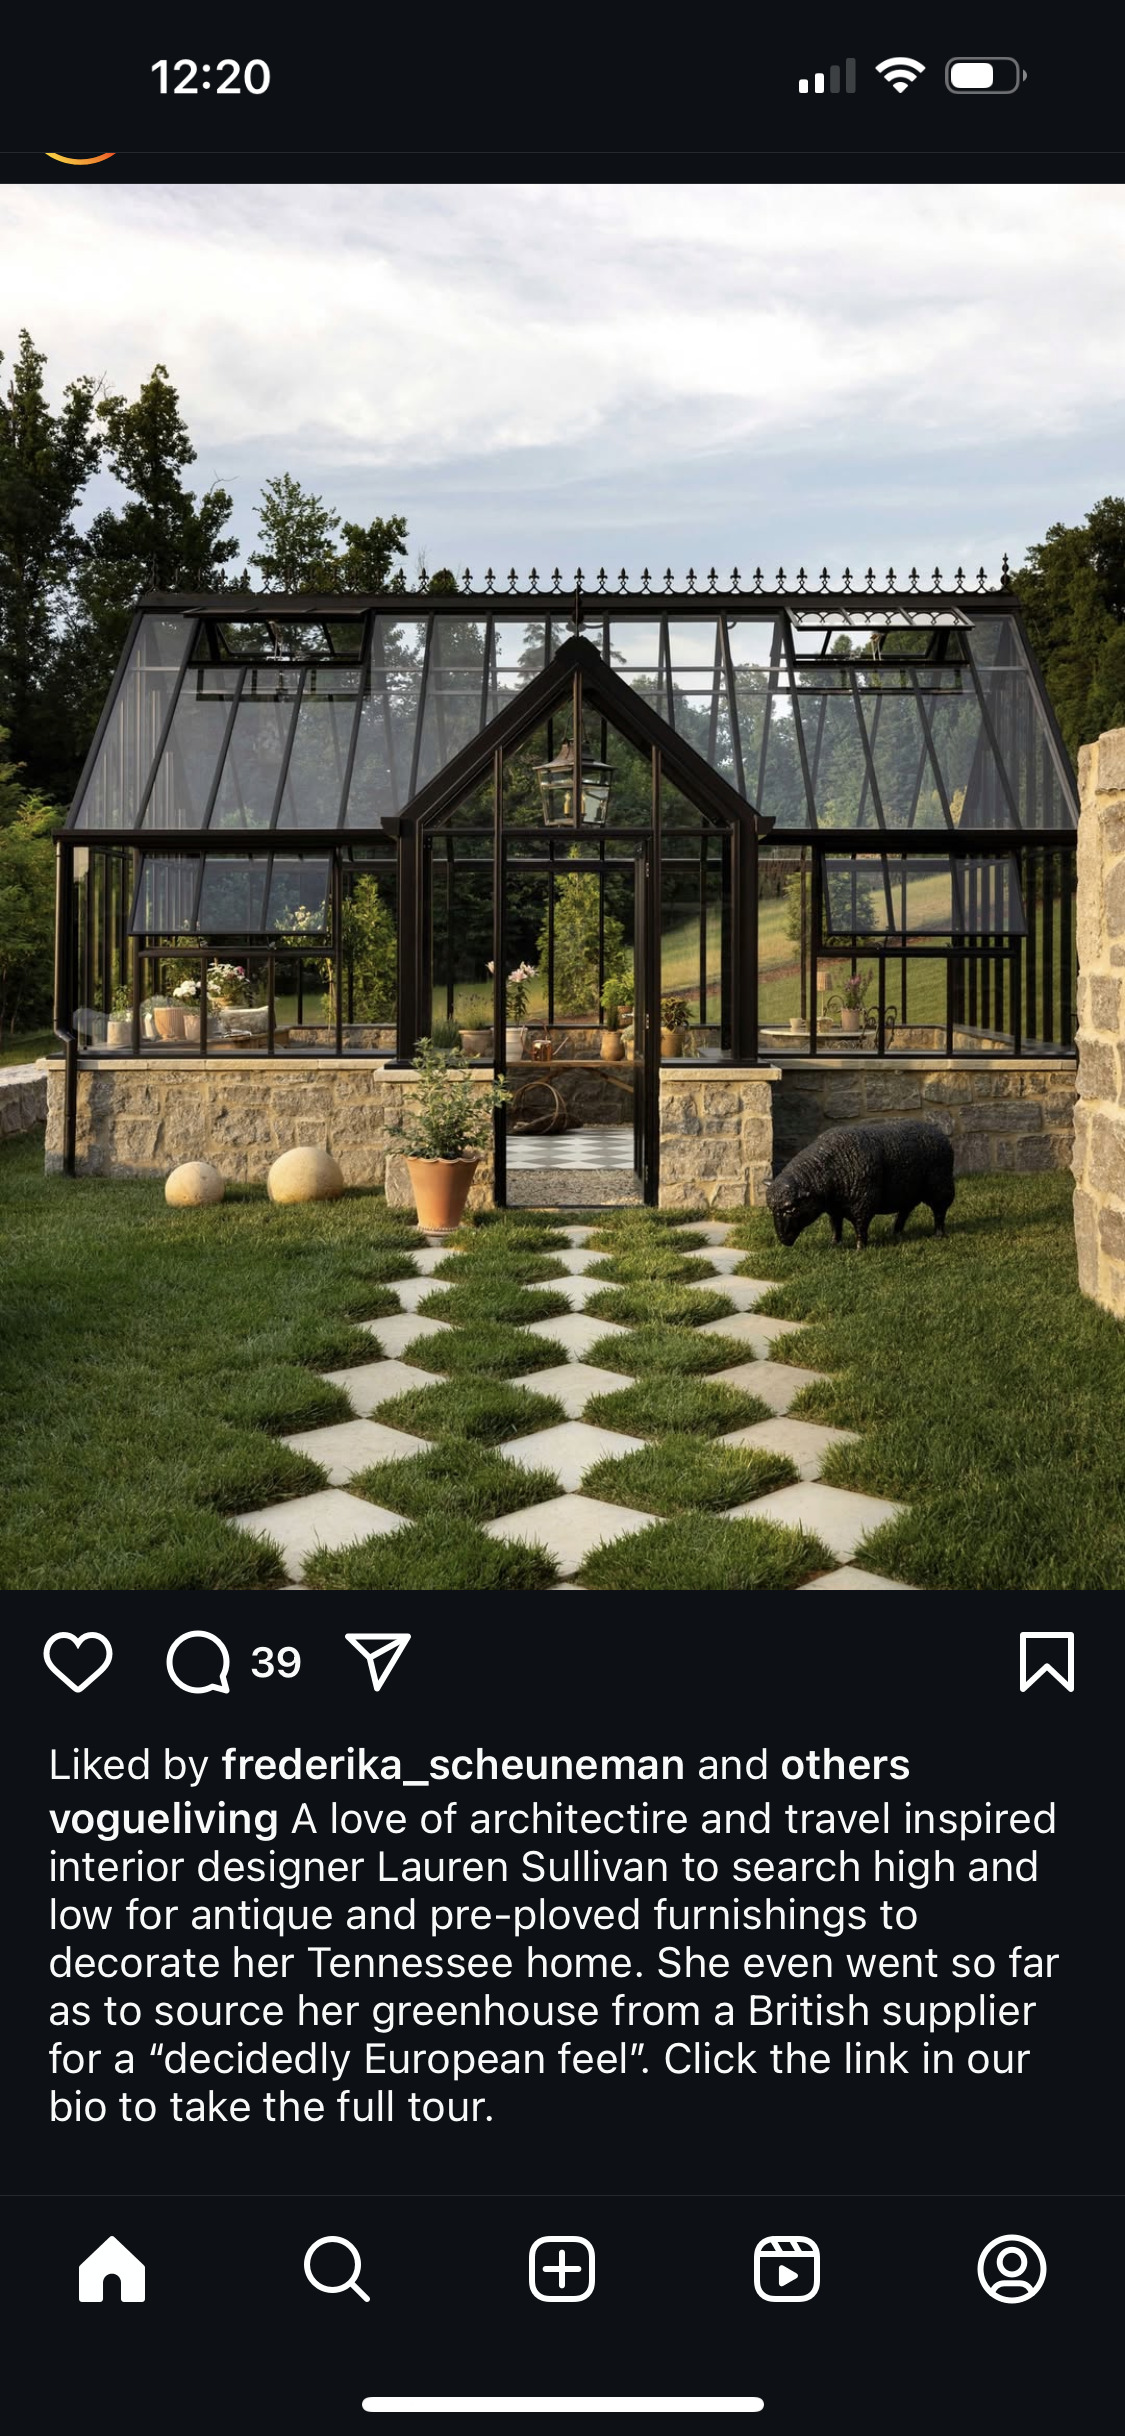 12:20
39
Liked by frederika_scheuneman and others
vogueliving A love of architectire and travel inspired
interior designer Lauren Sullivan to search high and
low for antique and pre-ploved furnishings to
decorate her Tennessee home. She even went so far
as to source her greenhouse from a British supplier
for a “decidedly European feel”. Click the link in our
bio to take the full tour.